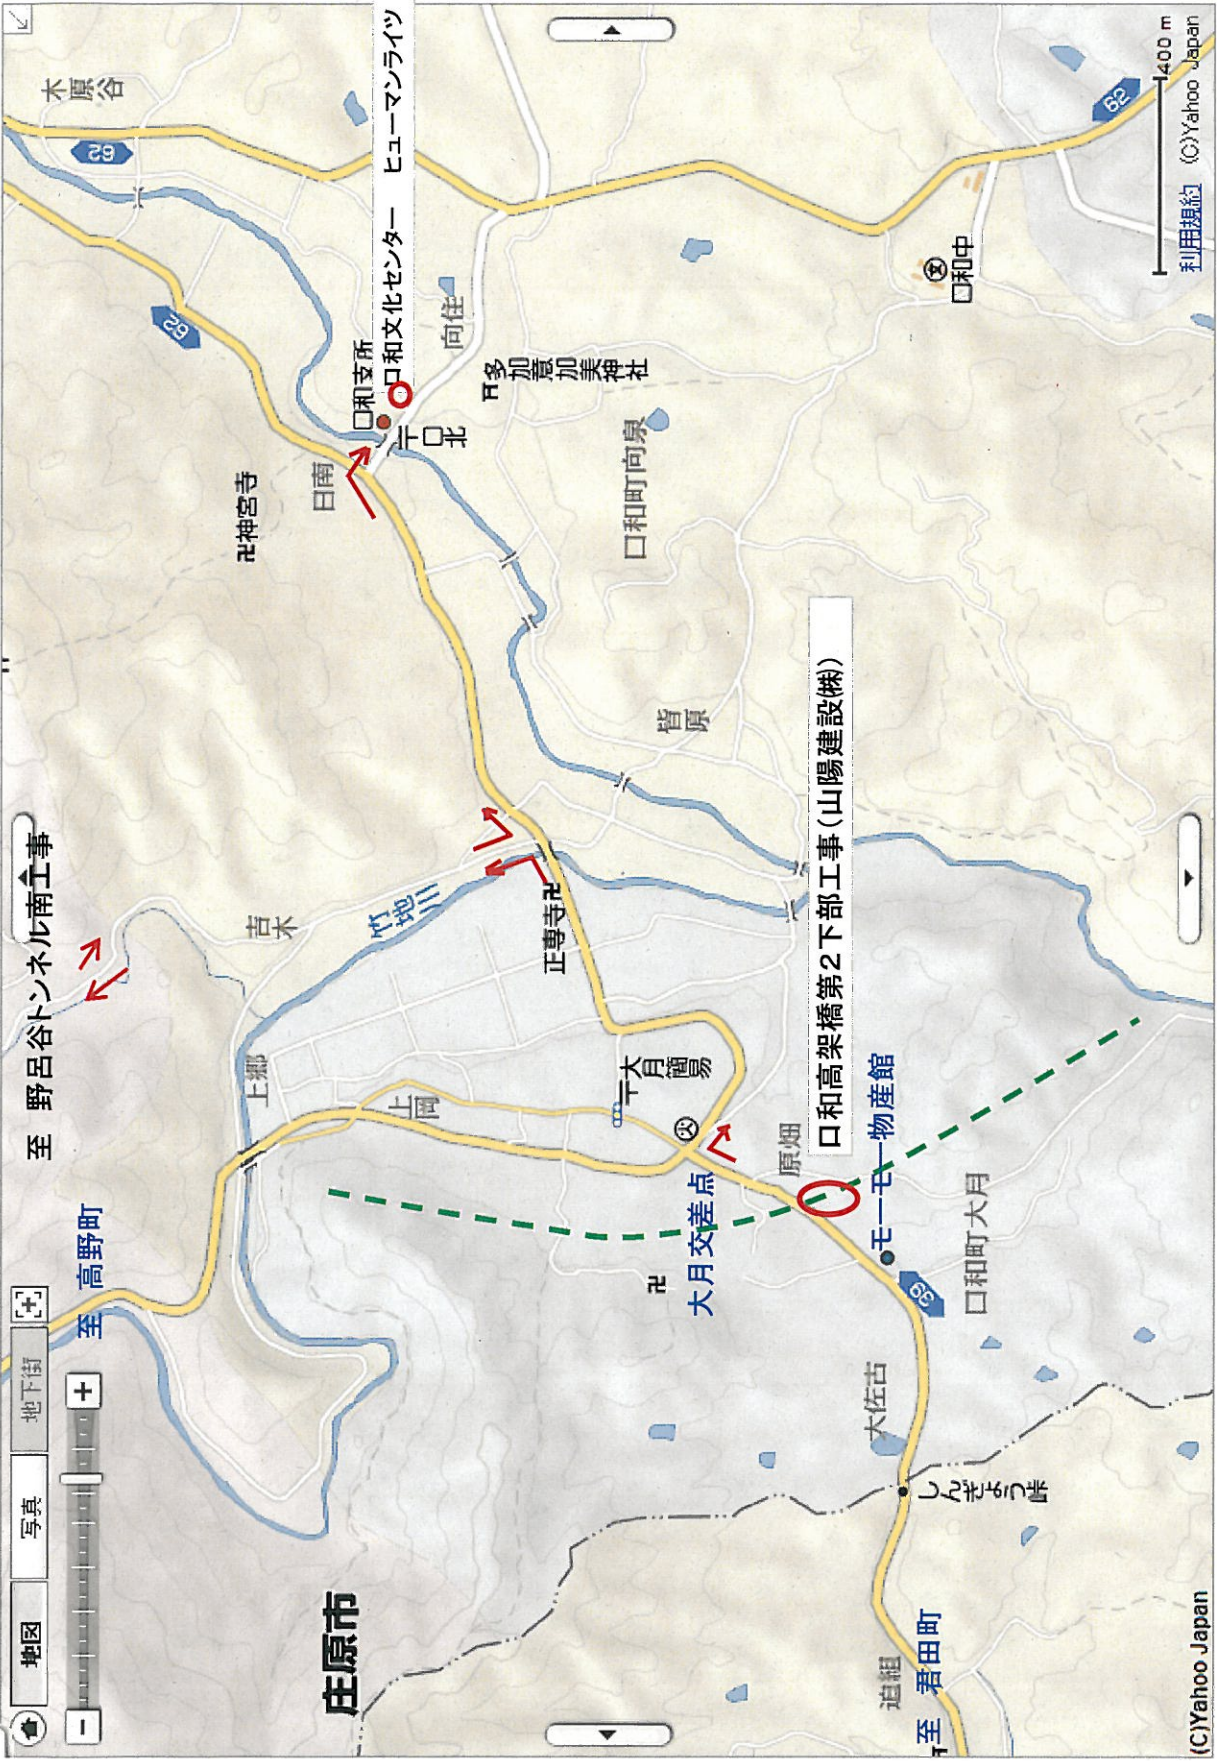 地図
写真
地下街
至 高野町
至 野呂谷トンネル南工事
庄原市
木原谷
62
62
62
口和文化センター ヒューマンライツ
口和支所
〒口北
向住
日南
卍神宮寺
多加意加美神社
口和町向泉
口和中
皆原
吉木
竹地川
正専寺卍
上郷
上岡
〒大月簡易
大月交差点
原畑
口和高架橋第2下部工事(山陽建設㈱)
モーモー物産館
39
口和町大月
卍
大佐古
しんぎょう峠
迫組
至 君田町
400 m
利用規約 (C)Yahoo Japan
(C)Yahoo Japan